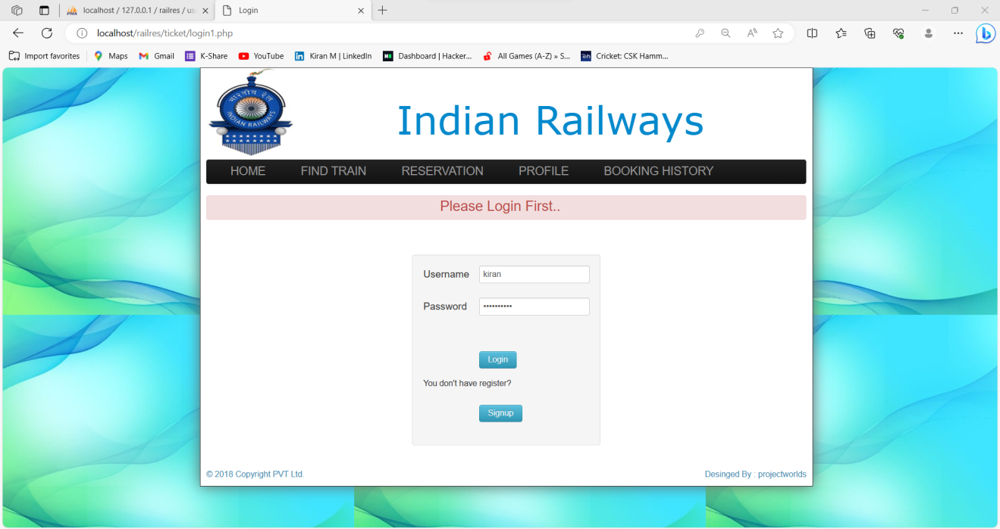 localhost / 127.0.0.1 / railres / us
Login
localhost/railres/ticket/login1.php
Import favorites
Maps
Gmail
K-Share
YouTube
Kiran M | LinkedIn
Dashboard | Hacker...
All Games (A-Z) » S...
Cricket: CSK Hamm...
भारतीय रेल
INDIAN RAILWAYS
Indian Railways
HOME
FIND TRAIN
RESERVATION
PROFILE
BOOKING HISTORY
Please Login First..
Username
kiran
Password
••••••••••
Login
You don't have register?
Signup
© 2018 Copyright PVT Ltd.
Desinged By : projectworlds